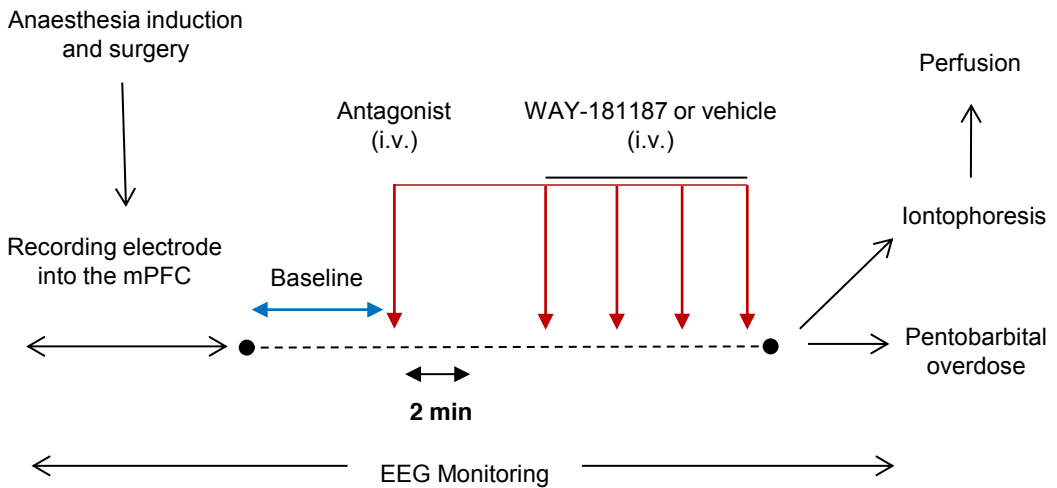 Anaesthesia induction
and surgery
Recording electrode
into the mPFC
Baseline
Antagonist
(i.v.)
WAY-181187 or vehicle
(i.v.)
2 min
Perfusion
Iontophoresis
Pentobarbital
overdose
EEG Monitoring